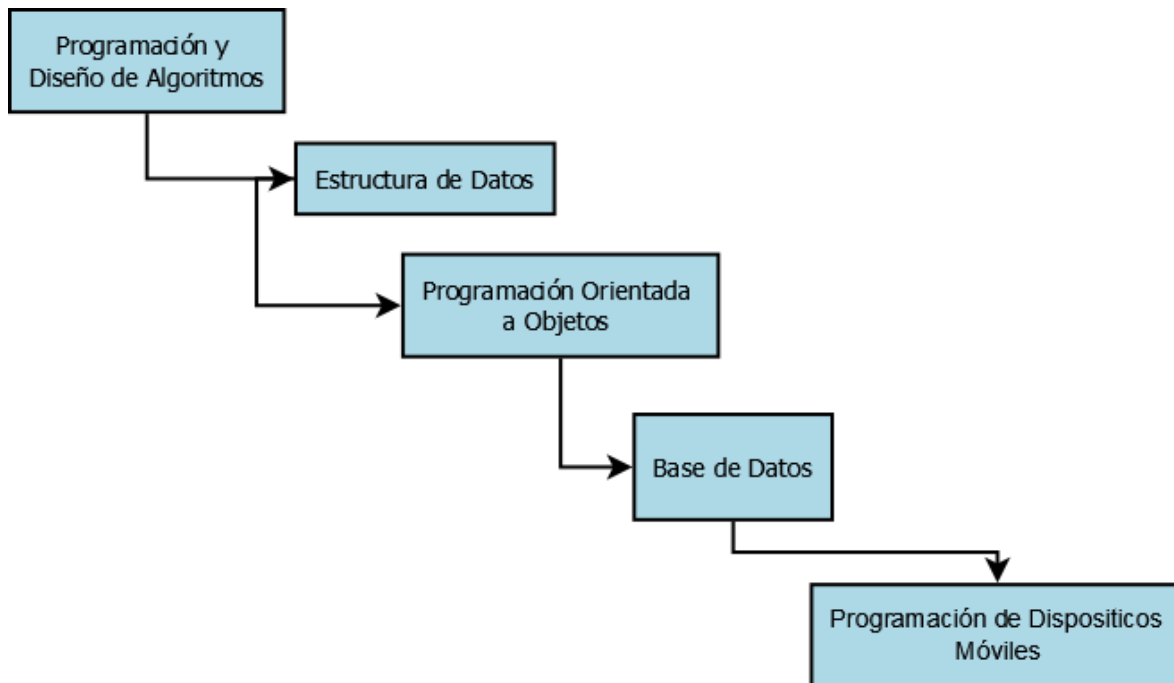 Programación y
Diseño de Algoritmos
Estructura de Datos
Programación Orientada
a Objetos
Base de Datos
Programación de Dispositicos
Móviles